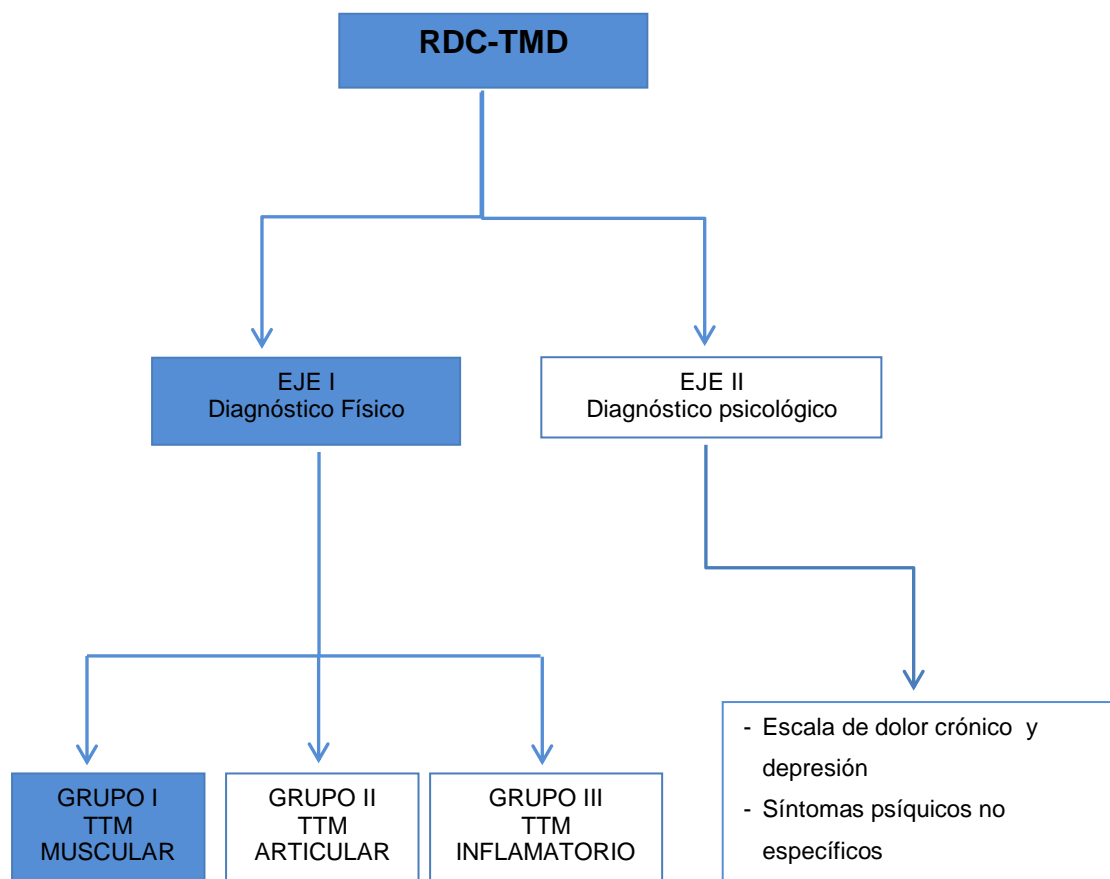 RDC-TMD
EJE I
Diagnóstico Físico
EJE II
Diagnóstico psicológico
GRUPO I
TTM
MUSCULAR
GRUPO II
TTM
ARTICULAR
GRUPO III
TTM
INFLAMATORIO
- Escala de dolor crónico y
depresión
- Síntomas psíquicos no
específicos